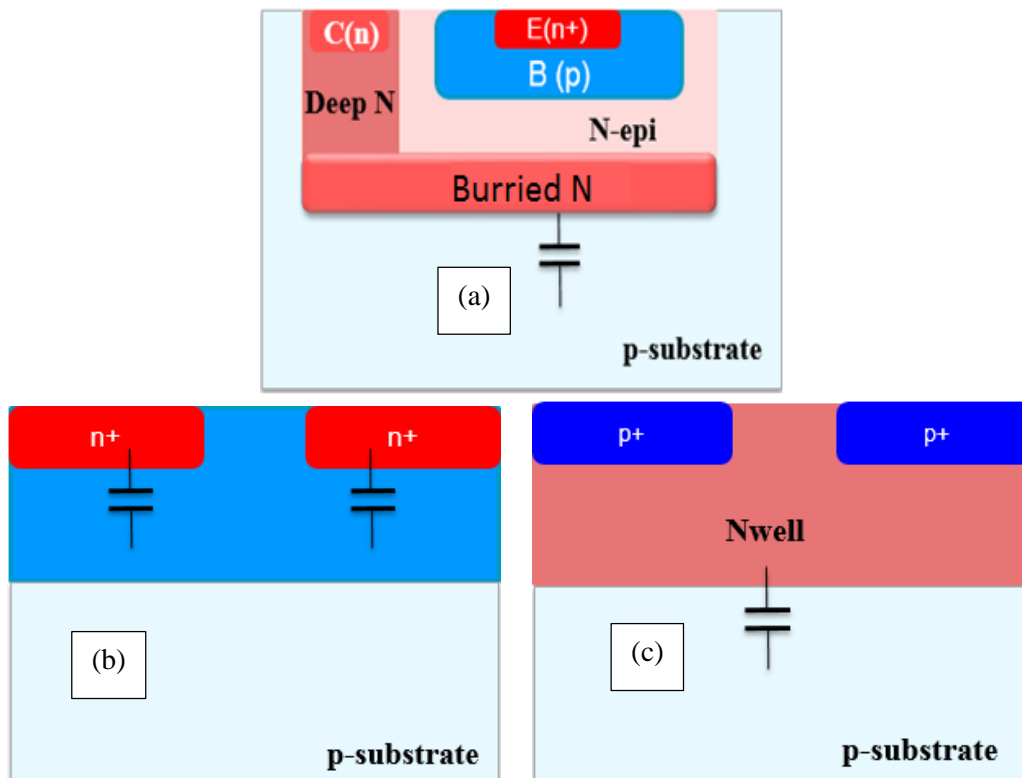 C(n)
E(n+)
B (p)
Deep N
N-epi
Burried N
(a)
p-substrate
n+
n+
(b)
p-substrate
p+
p+
Nwell
(c)
p-substrate